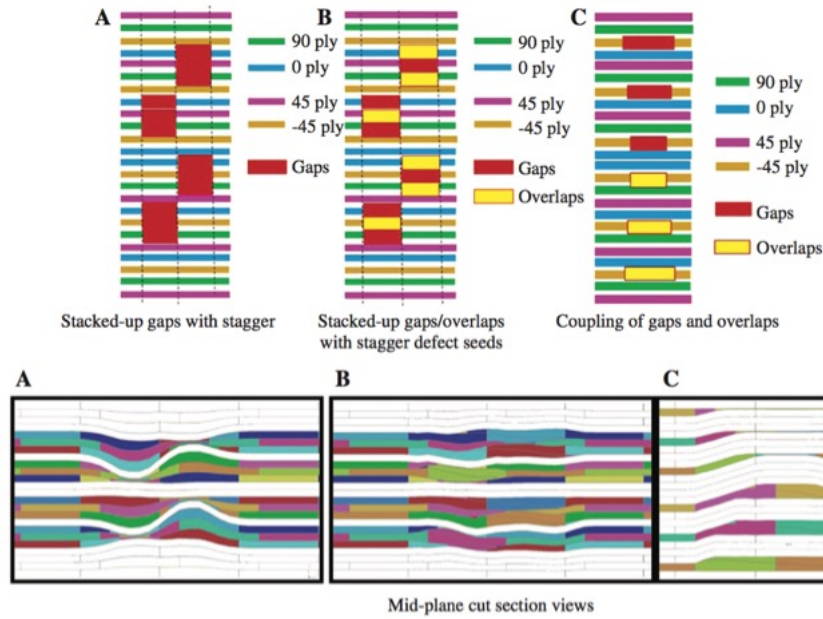 A
90 ply
0 ply
45 ply
-45 ply
Gaps
Stacked-up gaps with stagger
B
90 ply
0 ply
45 ply
-45 ply
Gaps
Overlaps
Stacked-up gaps/overlaps
with stagger defect seeds
C
90 ply
0 ply
45 ply
-45 ply
Gaps
Overlaps
Coupling of gaps and overlaps
A
B
C
Mid-plane cut section views